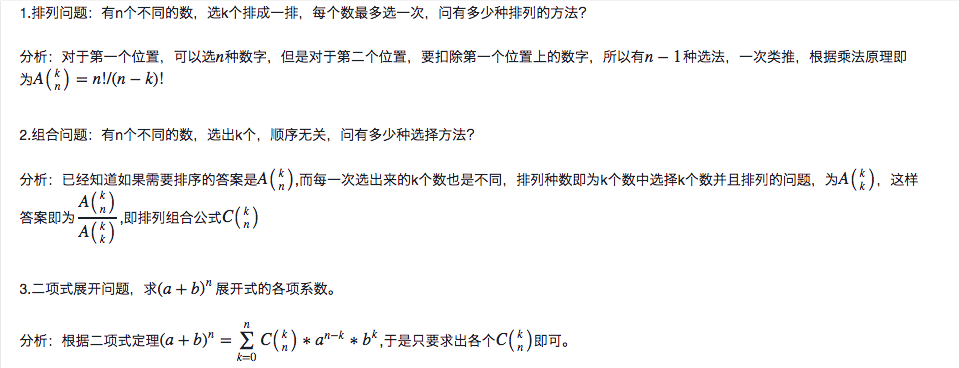 1.排列问题：有n个不同的数，选k个排成一排，每个数最多选一次，问有多少种排列的方法？
分析：对于第一个位置，可以选n种数字，但是对于第二个位置，要扣除第一个位置上的数字，所以有n − 1种选法，一次类推，根据乘法原理即
为A(k n) = n!/(n − k)!
2.组合问题：有n个不同的数，选出k个，顺序无关，问有多少种选择方法？
分析：已经知道如果需要排序的答案是A(k n),而每一次选出来的k个数也是不同，排列种数即为k个数中选择k个数并且排列的问题，为A(k k)，这样
答案即为A(k n)/A(k k),即排列组合公式C(k n)
3.二项式展开问题，求(a + b)^n 展开式的各项系数。
分析：根据二项式定理(a + b)^n = ∑_{k=0}^{n} C(k n) ∗ a^{n−k} ∗ b^k,于是只要求出各个C(k n)即可。